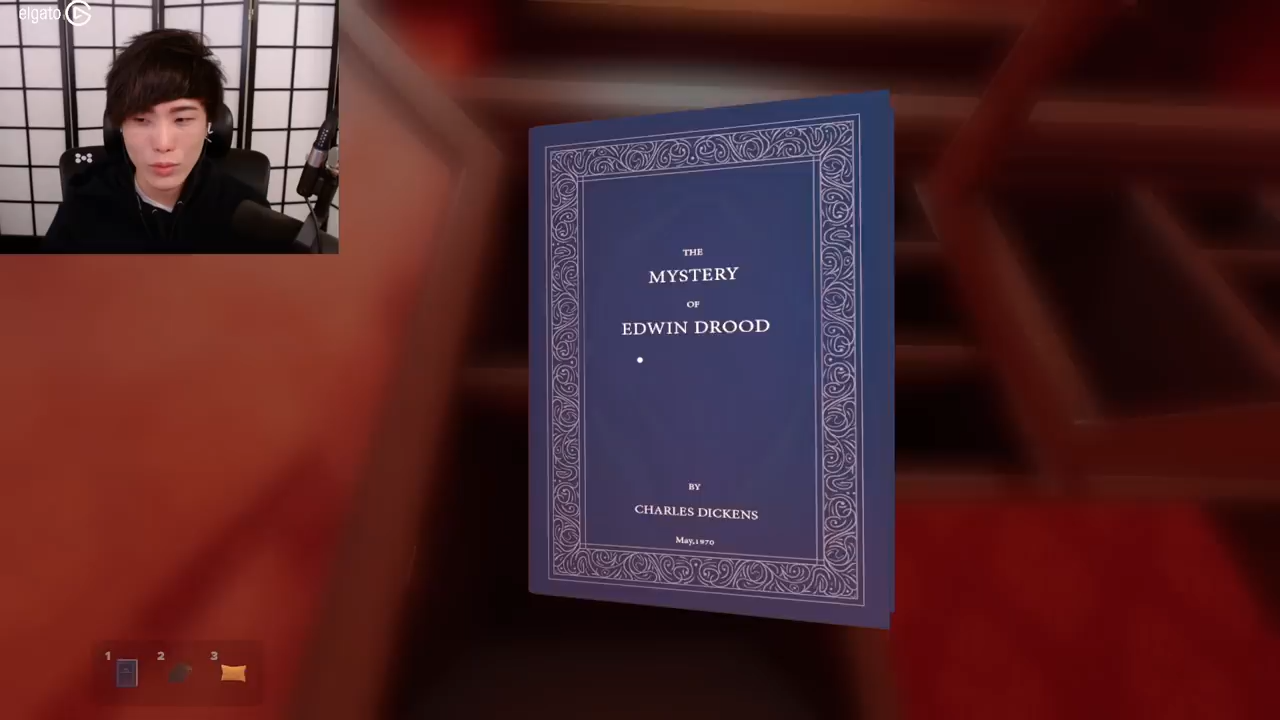 elgato
THE
MYSTERY
OF
EDWIN DROOD
BY
CHARLES DICKENS
May,1870
1 2 3